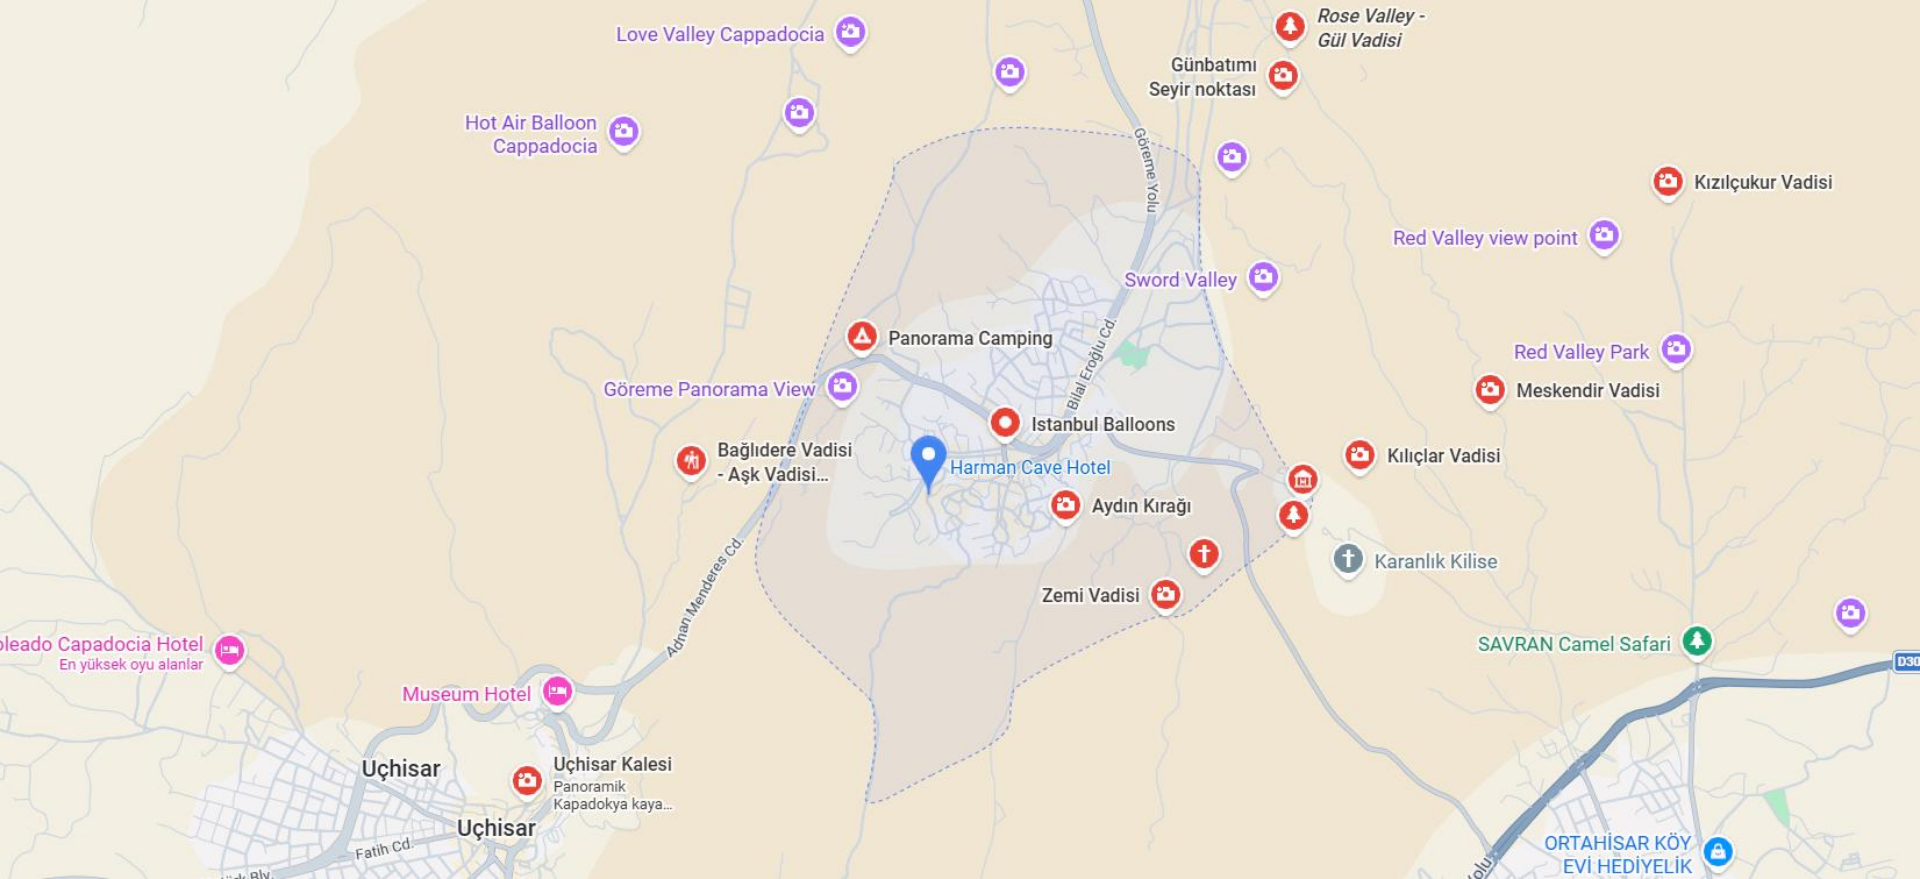 Rose Valley -
Gül Vadisi
Love Valley Cappadocia
Günbatımı
Seyir noktası
Hot Air Balloon
Cappadocia
Göreme Yolu
Kızılçukur Vadisi
Red Valley view point
Sword Valley
Panorama Camping
Bilal Eroğlu Cd.
Red Valley Park
Göreme Panorama View
Meskendir Vadisi
Istanbul Balloons
Bağlıdere Vadisi
- Aşk Vadisi...
Kılıçlar Vadisi
Harman Cave Hotel
Aydın Kırağı
Karanlık Kilise
Adnan Menderes Cd.
Zemi Vadisi
oleado Capadocia Hotel
En yüksek oyu alanlar
SAVRAN Camel Safari
D30
Museum Hotel
Uçhisar
Uçhisar Kalesi
Panoramik
Kapadokya kaya...
Uçhisar
Fatih Cd.
ORTAHİSAR KÖY
EVİ HEDİYELİK
olu